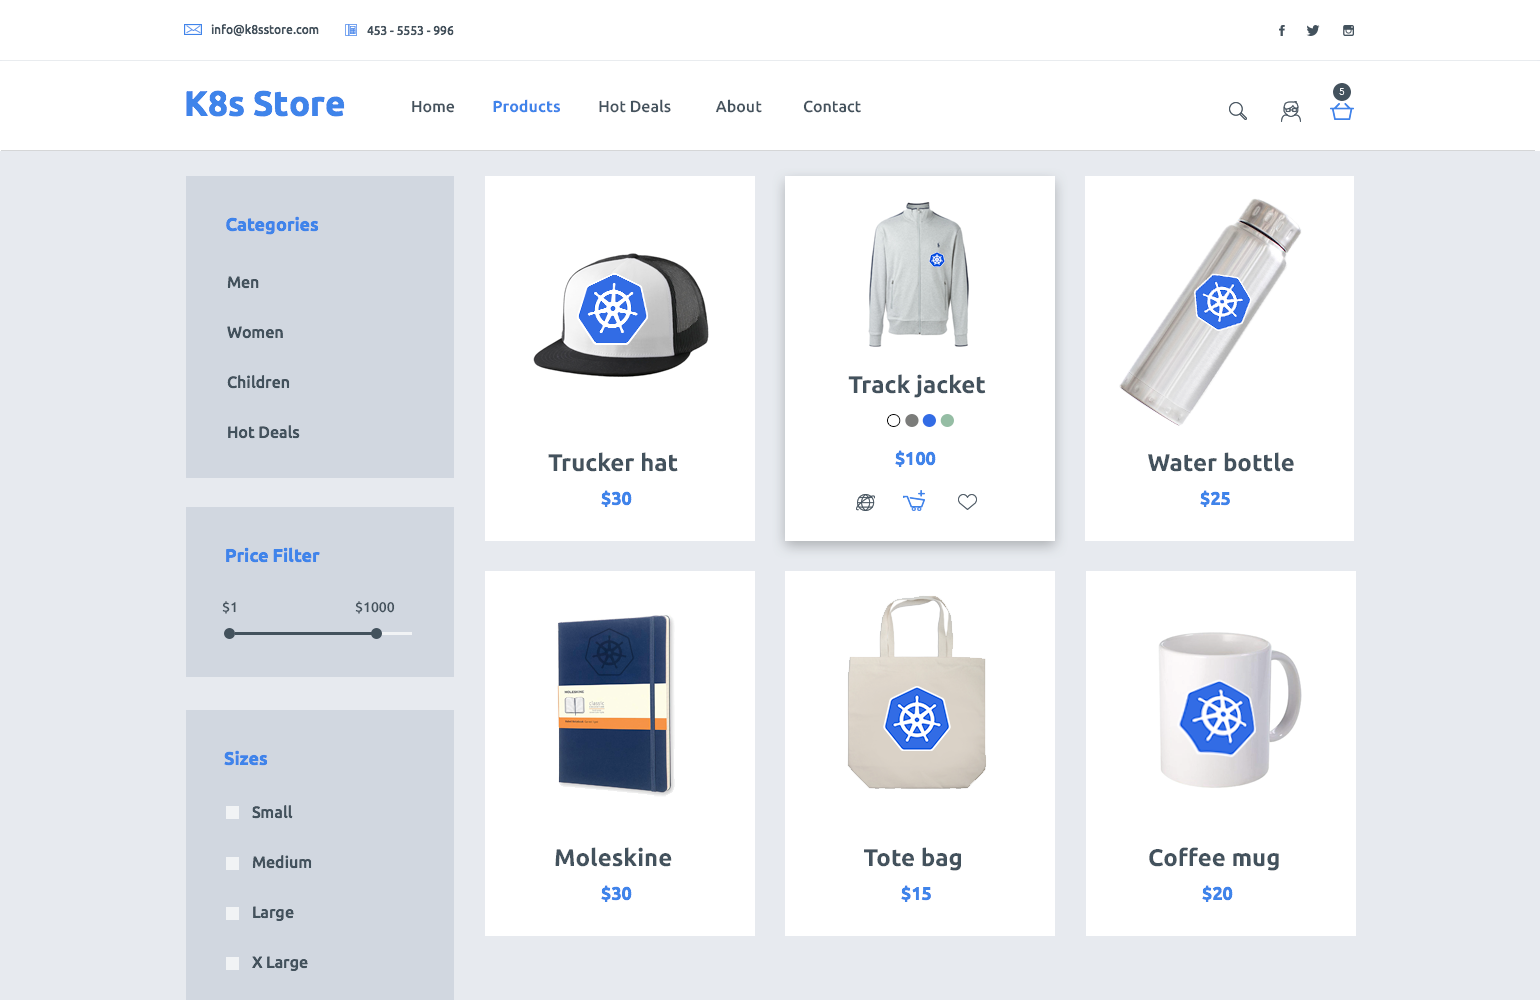 info@k8sstore.com
453 - 5553 - 996
K8s Store
Home
Products
Hot Deals
About
Contact
5
Categories
Men
Women
Children
Hot Deals
Price Filter
$1
$1000
Sizes
Small
Medium
Large
X Large
Trucker hat
$30
Track jacket
$100
Water bottle
$25
MOLESKINE
CLASSIC
Moleskine
$30
Tote bag
$15
Coffee mug
$20